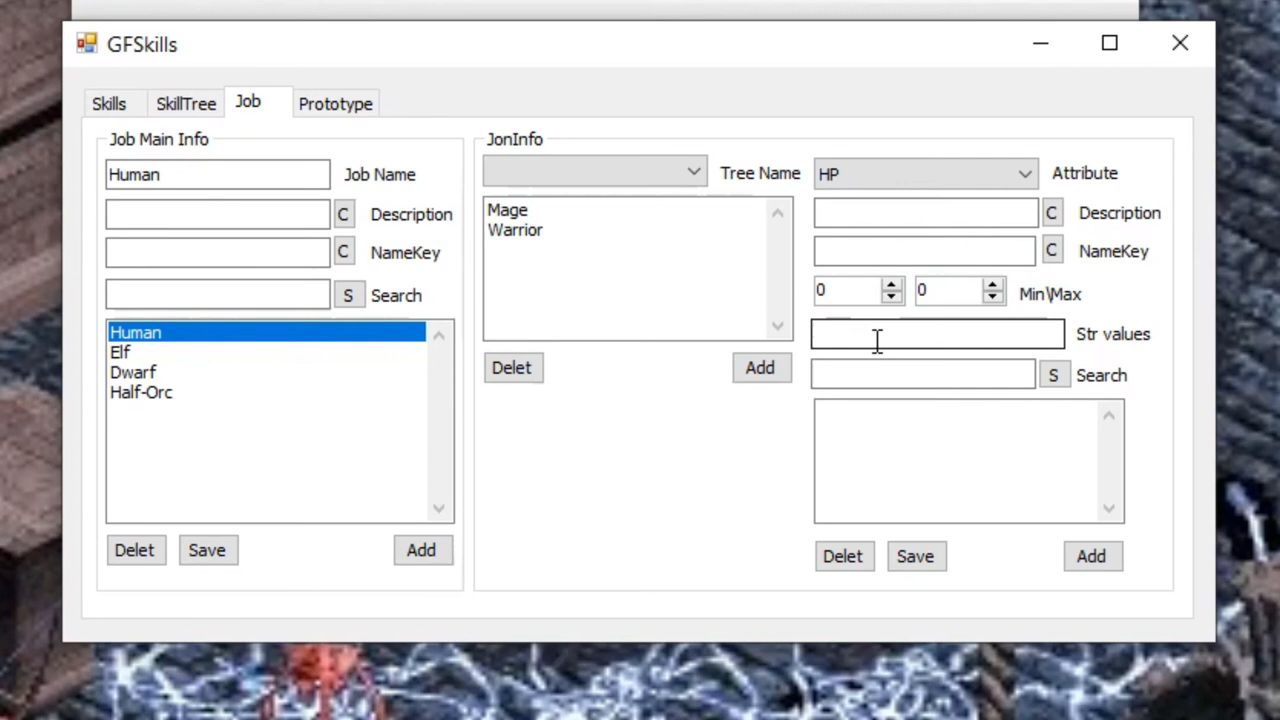 GFSkills
Skills
SkillTree
Job
Prototype
Job Main Info
Human
Job Name
C
Description
C
NameKey
S
Search
Human
Elf
Dwarf
Half-Orc
Delet
Save
Add
JonInfo
Tree Name
Mage
Warrior
Delet
Add
HP
Attribute
C
Description
C
NameKey
0
0
Min\Max
Str values
S
Search
Delet
Save
Add